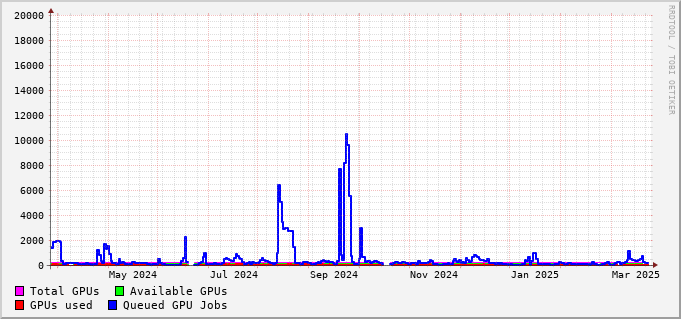 20000
18000
16000
14000
12000
10000
8000
6000
4000
2000
0
May 2024 Jul 2024 Sep 2024 Nov 2024 Jan 2025 Mar 2025
Total GPUs Available GPUs
GPUs used Queued GPU Jobs
RRDTOOL / TOBI OETIKER